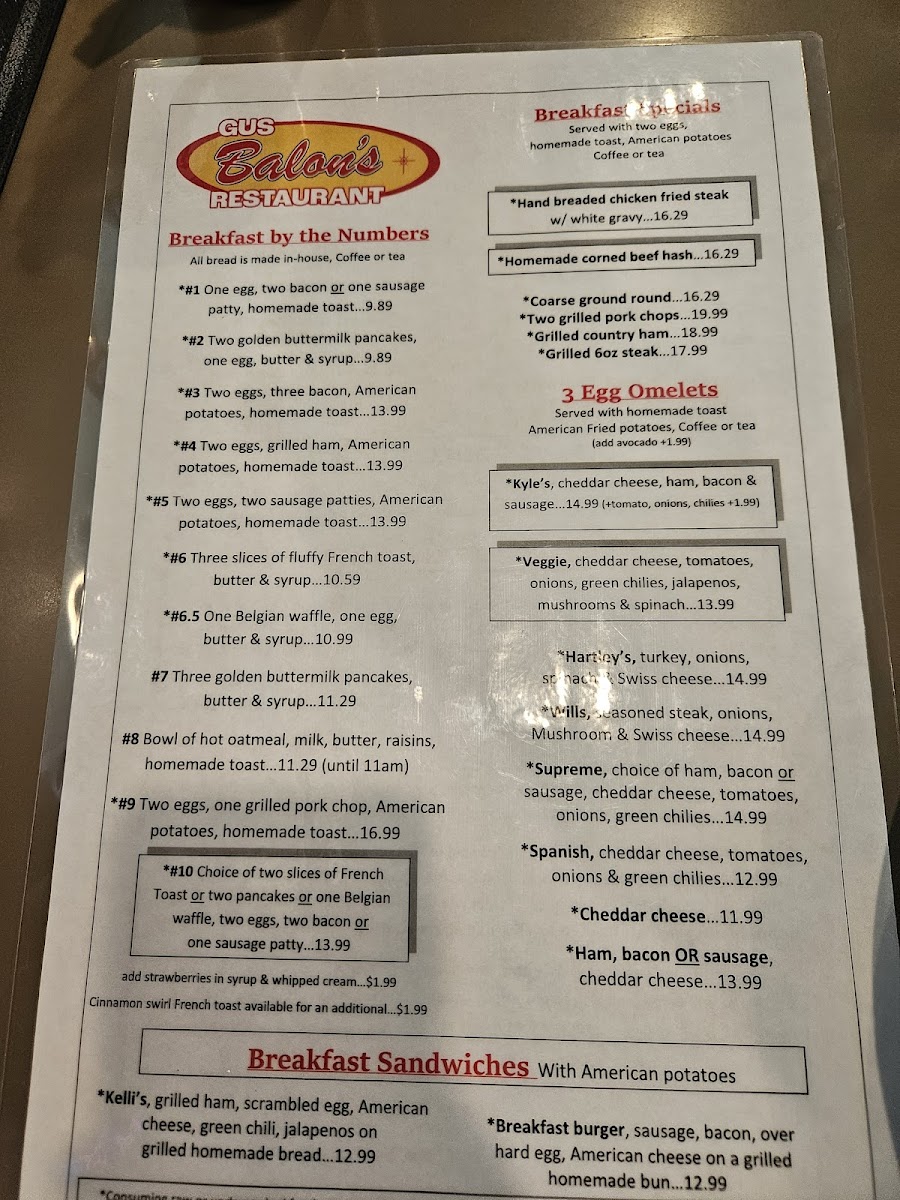 GUS
Balon's
RESTAURANT
Breakfast by the Numbers
All bread is made in-house, Coffee or tea
*#1 One egg, two bacon or one sausage
patty, homemade toast...9.89
*#2 Two golden buttermilk pancakes,
one egg, butter & syrup...9.89
*#3 Two eggs, three bacon, American
potatoes, homemade toast...13.99
*#4 Two eggs, grilled ham, American
potatoes, homemade toast...13.99
*#5 Two eggs, two sausage patties, American
potatoes, homemade toast...13.99
*#6 Three slices of fluffy French toast,
butter & syrup...10.59
*#6.5 One Belgian waffle, one egg,
butter & syrup...10.99
#7 Three golden buttermilk pancakes,
butter & syrup...11.29
#8 Bowl of hot oatmeal, milk, butter, raisins,
homemade toast...11.29 (until 11am)
*#9 Two eggs, one grilled pork chop, American
potatoes, homemade toast...16.99
*#10 Choice of two slices of French
Toast or two pancakes or one Belgian
waffle, two eggs, two bacon or
one sausage patty...13.99
add strawberries in syrup & whipped cream...$1.99
Cinnamon swirl French toast available for an additional...$1.99
Breakfast Specials
Served with two eggs,
homemade toast, American potatoes
Coffee or tea
*Hand breaded chicken fried steak
w/ white gravy...16.29
*Homemade corned beef hash...16.29
*Coarse ground round...16.29
*Two grilled pork chops...19.99
*Grilled country ham...18.99
*Grilled 6oz steak...17.99
3 Egg Omelets
Served with homemade toast
American Fried potatoes, Coffee or tea
(add avocado +1.99)
*Kyle's, cheddar cheese, ham, bacon &
sausage...14.99 (+tomato, onions, chilies +1.99)
*Veggie, cheddar cheese, tomatoes,
onions, green chilies, jalapenos,
mushrooms & spinach...13.99
*Hartley's, turkey, onions,
spinach & Swiss cheese...14.99
*Wills, seasoned steak, onions,
Mushroom & Swiss cheese...14.99
*Supreme, choice of ham, bacon or
sausage, cheddar cheese, tomatoes,
onions, green chilies...14.99
*Spanish, cheddar cheese, tomatoes,
onions & green chilies...12.99
*Cheddar cheese...11.99
*Ham, bacon OR sausage,
cheddar cheese...13.99
Breakfast Sandwiches With American potatoes
*Kelli's, grilled ham, scrambled egg, American
cheese, green chili, jalapenos on
grilled homemade bread...12.99
*Breakfast burger, sausage, bacon, over
hard egg, American cheese on a grilled
homemade bun...12.99
*Consuming raw or